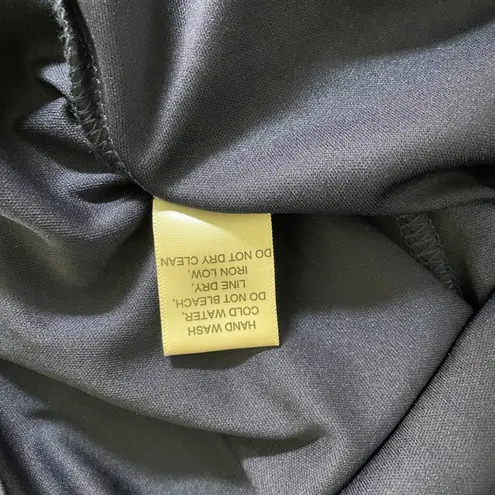 HAND WASH
COLD WATER,
DO NOT BLEACH,
LINE DRY,
IRON LOW,
DO NOT DRY CLEAN